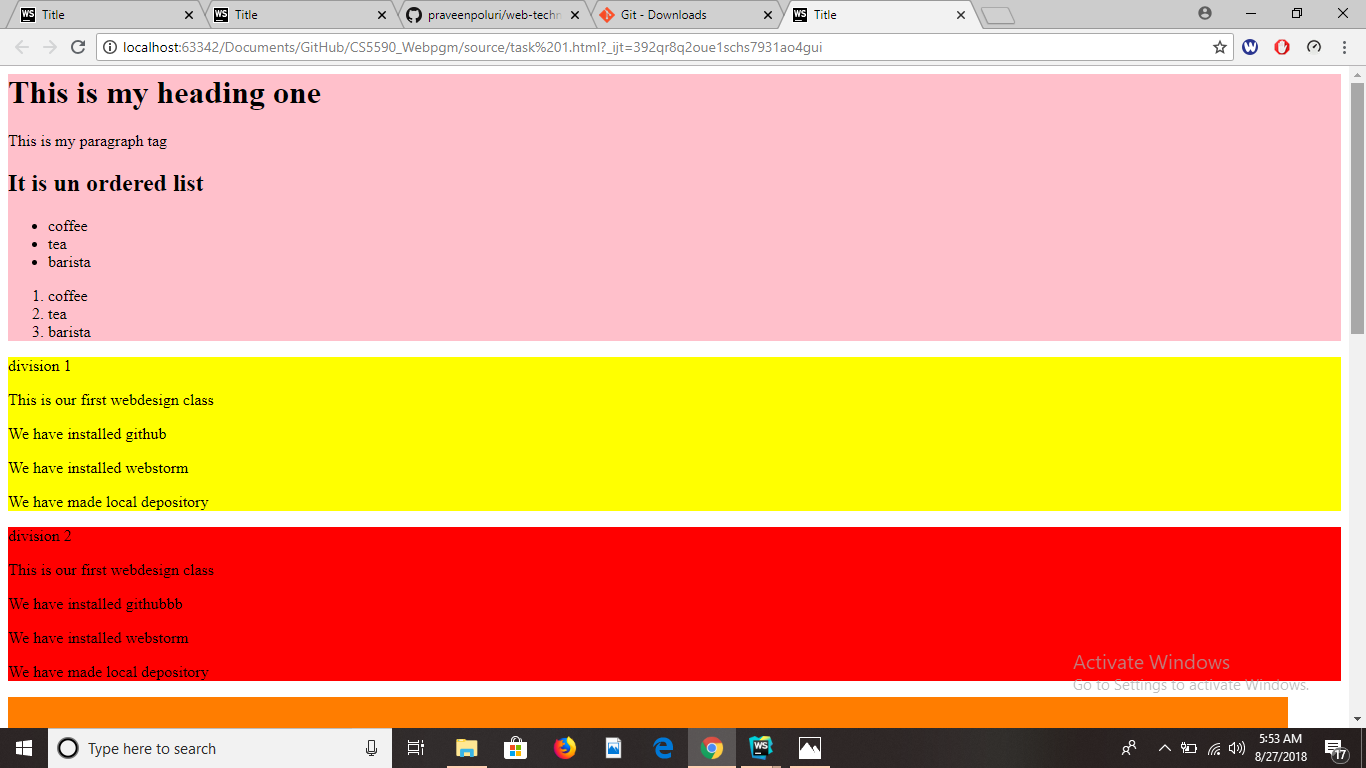 Title
Title
praveenpoluri/web-techn
Git - Downloads
Title
localhost:63342/Documents/GitHub/CS5590_Webpgm/source/task%201.html?_ijt=392qr8q2oue1schs7931ao4gui
This is my heading one
This is my paragraph tag
It is un ordered list
• coffee
• tea
• barista
1. coffee
2. tea
3. barista
division 1
This is our first webdesign class
We have installed github
We have installed webstorm
We have made local depository
division 2
This is our first webdesign class
We have installed githubbb
We have installed webstorm
We have made local depository
Activate Windows
Go to Settings to activate Windows.
Type here to search
5:53 AM
8/27/2018
17